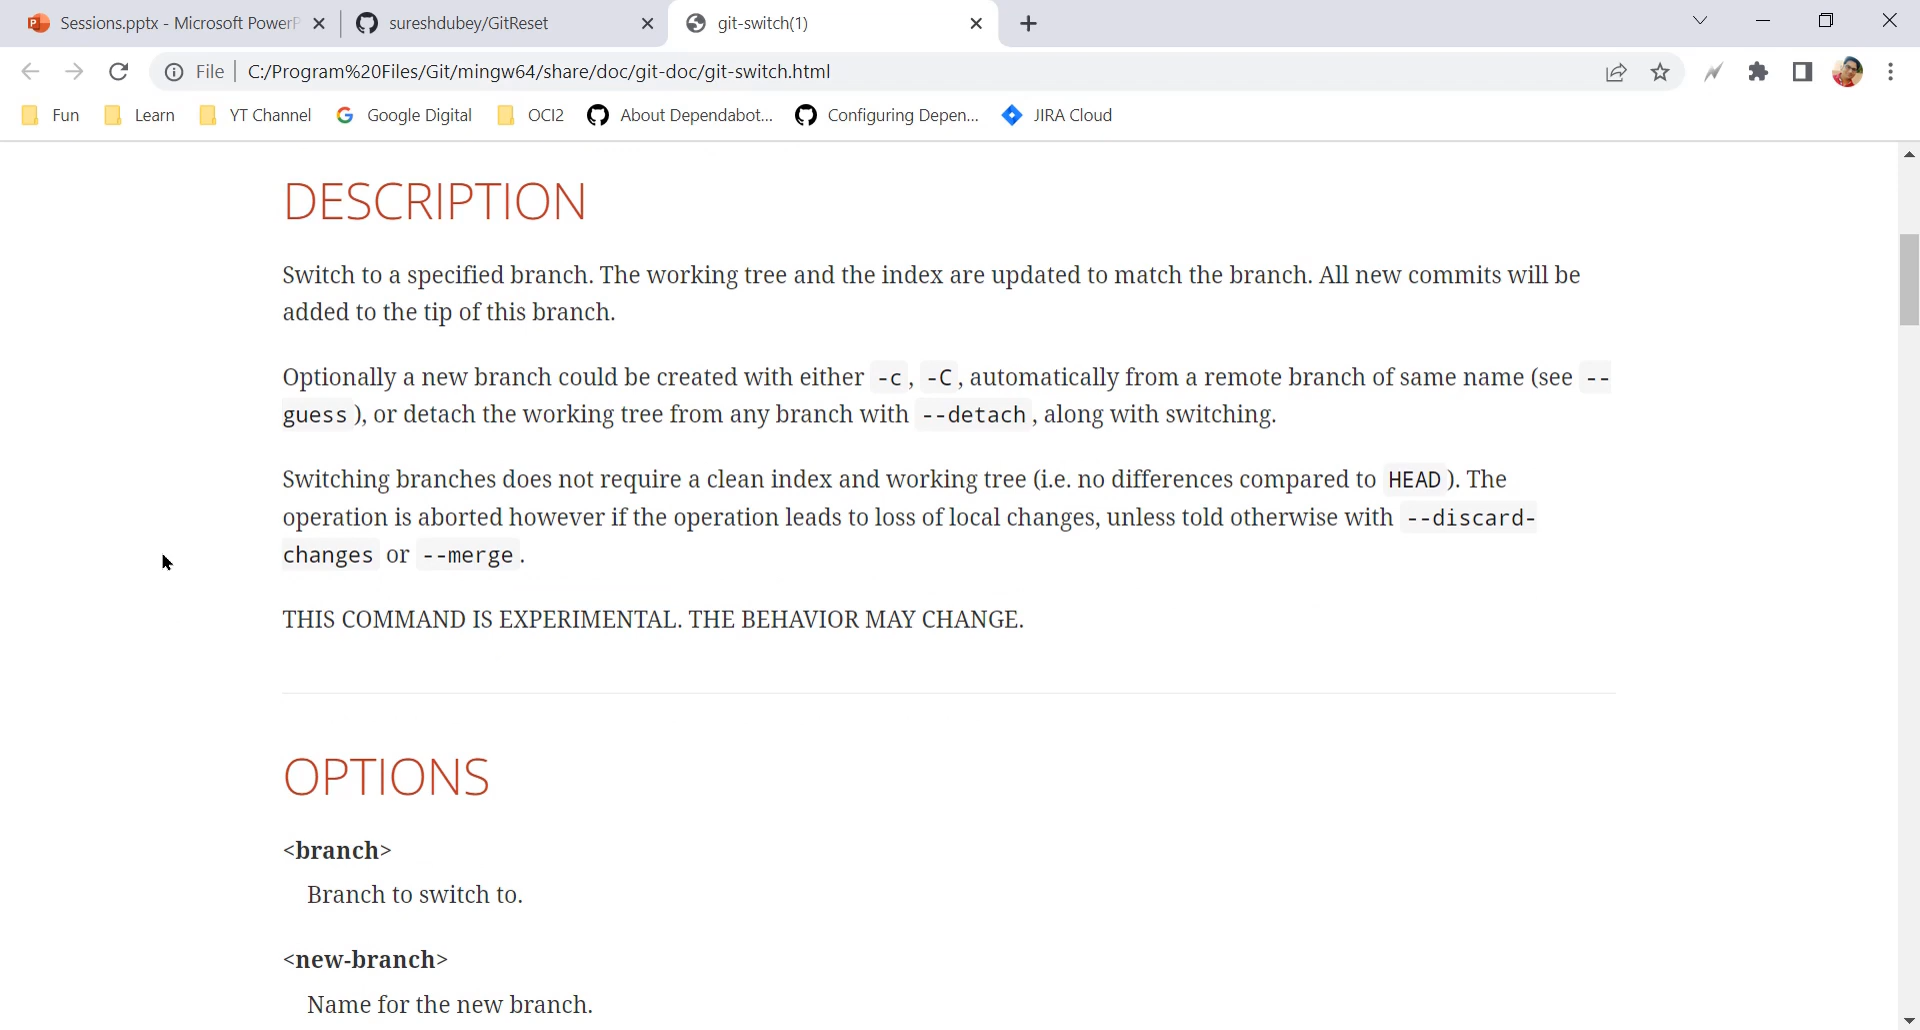 Sessions.pptx - Microsoft PowerP
sureshdubey/GitReset
git-switch(1)
File
C:/Program%20Files/Git/mingw64/share/doc/git-doc/git-switch.html
Fun
Learn
YT Channel
Google Digital
OCI2
About Dependabot...
Configuring Depen...
JIRA Cloud
DESCRIPTION
Switch to a specified branch. The working tree and the index are updated to match the branch. All new commits will be
added to the tip of this branch.
Optionally a new branch could be created with either -c, -C, automatically from a remote branch of same name (see --
guess), or detach the working tree from any branch with --detach, along with switching.
Switching branches does not require a clean index and working tree (i.e. no differences compared to HEAD). The
operation is aborted however if the operation leads to loss of local changes, unless told otherwise with --discard-
changes or --merge.
THIS COMMAND IS EXPERIMENTAL. THE BEHAVIOR MAY CHANGE.
OPTIONS
<branch>
Branch to switch to.
<new-branch>
Name for the new branch.